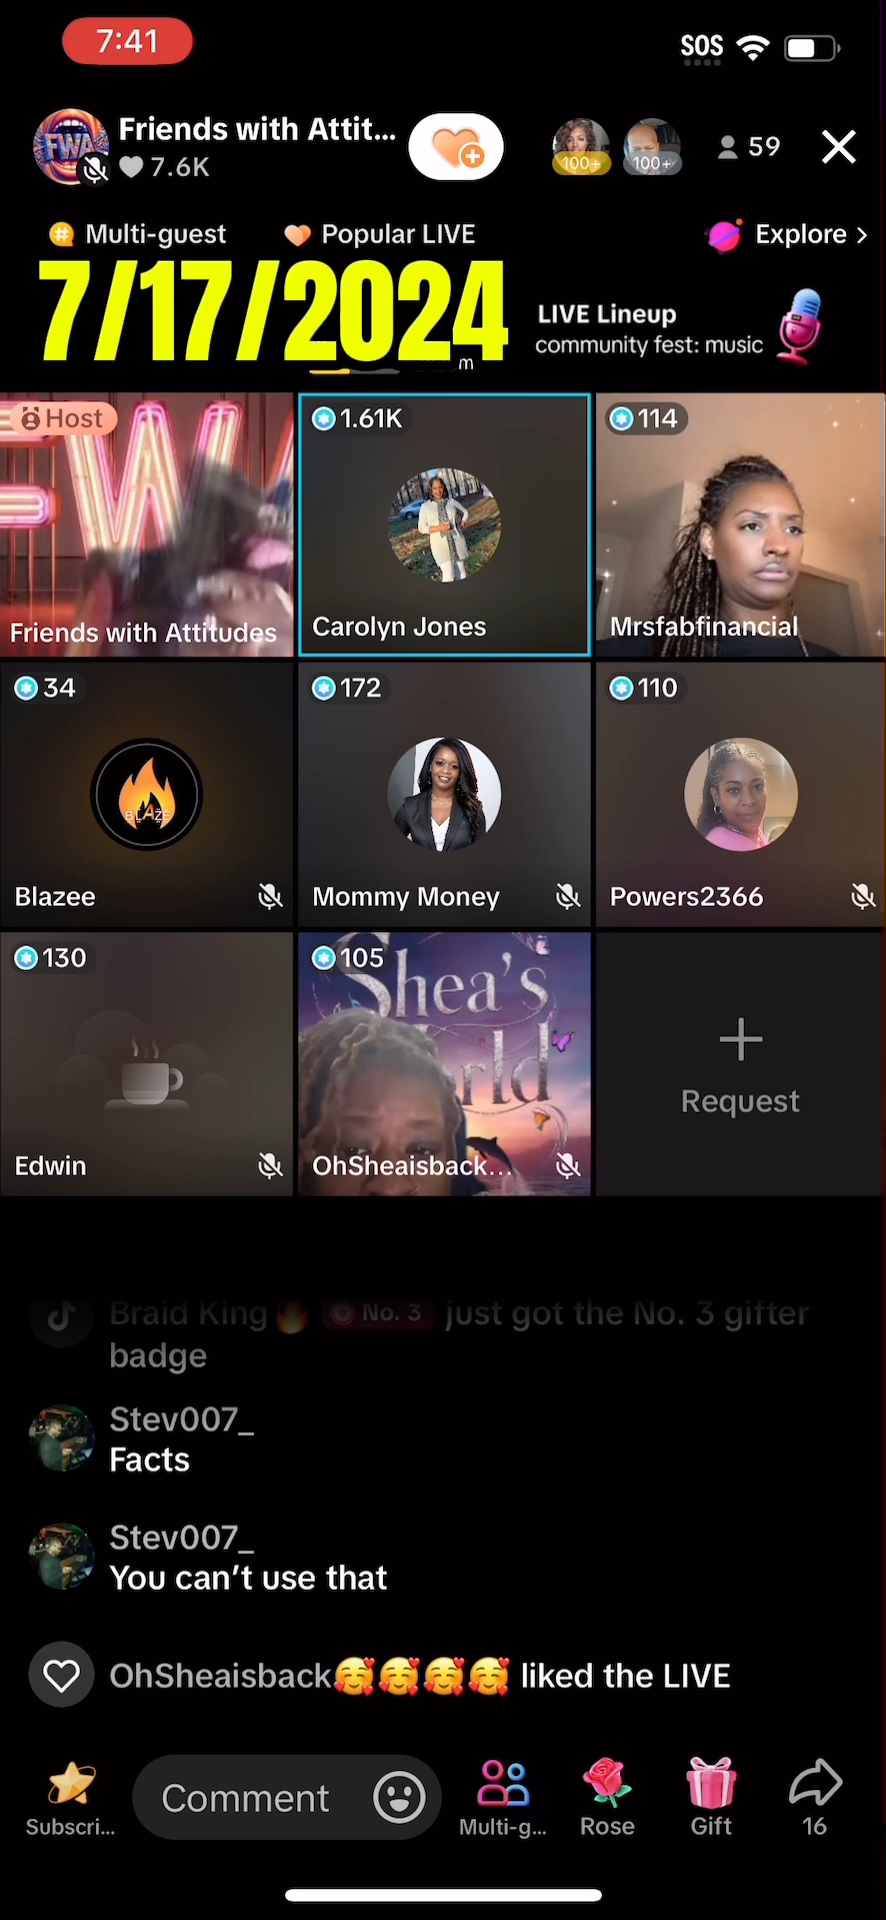 7:41
SOS
FWA
Friends with Attit...
7.6K
100+
100+
59
Multi-guest
Popular LIVE
Explore >
7/17/2024
LIVE Lineup
community fest: music
m
Host
Friends with Attitudes
1.61K
Carolyn Jones
114
Mrsfabfinancial
34
BLAZE
Blazee
172
Mommy Money
110
Powers2366
130
Edwin
105
Shea's
OhSheaisback...
Request
Braid King🔥 No. 3 just got the No. 3 gifter
badge
Stev007_
Facts
Stev007_
You can't use that
OhSheaisback🥰🥰🥰🥰 liked the LIVE
Subscri...
Comment
Multi-g...
Rose
Gift
16